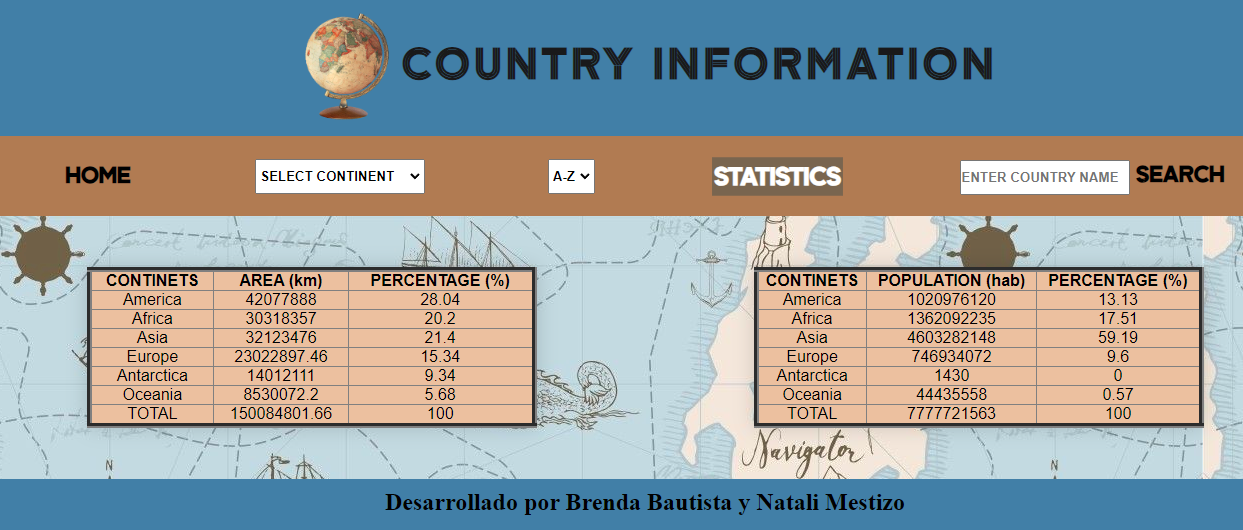 COUNTRY INFORMATION
HOME
SELECT CONTINENT
A-Z
STATISTICS
ENTER COUNTRY NAME
SEARCH
CONTINETS AREA (km) PERCENTAGE (%)
America 42077888 28.04
Africa 30318357 20.2
Asia 32123476 21.4
Europe 23022897.46 15.34
Antarctica 14012111 9.34
Oceania 8530072.2 5.68
TOTAL 150084801.66 100
CONTINETS POPULATION (hab) PERCENTAGE (%)
America 1020976120 13.13
Africa 1362092235 17.51
Asia 4603282148 59.19
Europe 746934072 9.6
Antarctica 1430 0
Oceania 44435558 0.57
TOTAL 7777721563 100
Navigator
N
N
Desarrollado por Brenda Bautista y Natali Mestizo